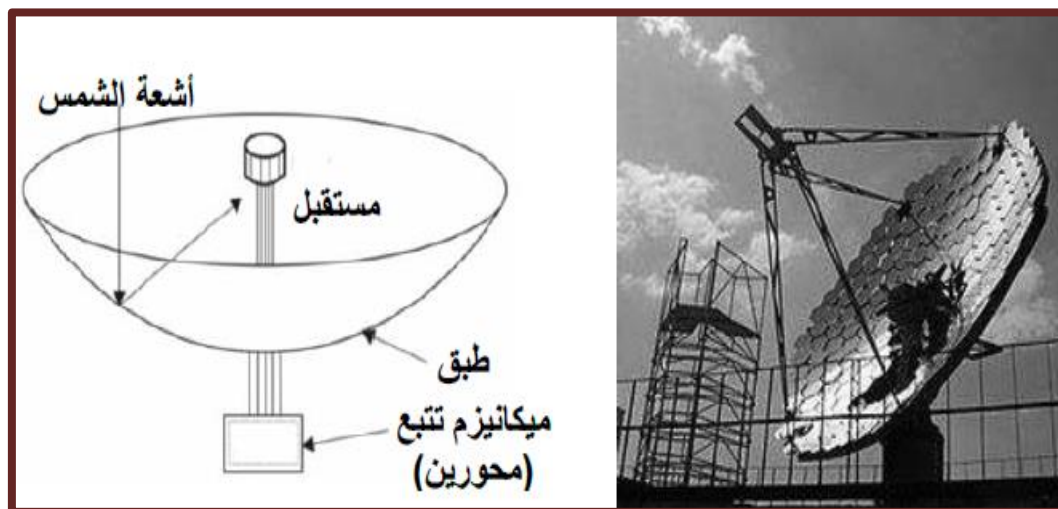 أشعة الشمس
مستقبل
طبق
ميكانيزم تتبع
(محورين)